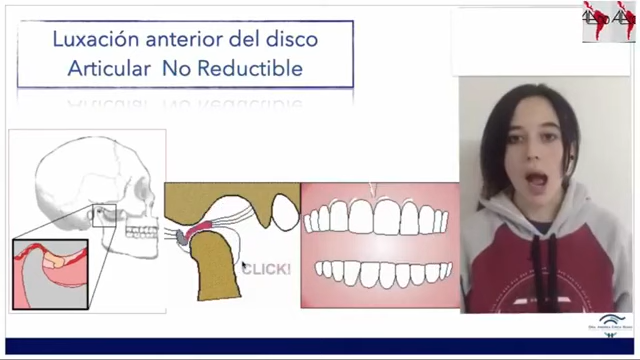 Luxación anterior del disco
Articular No Reductible
CLICK!